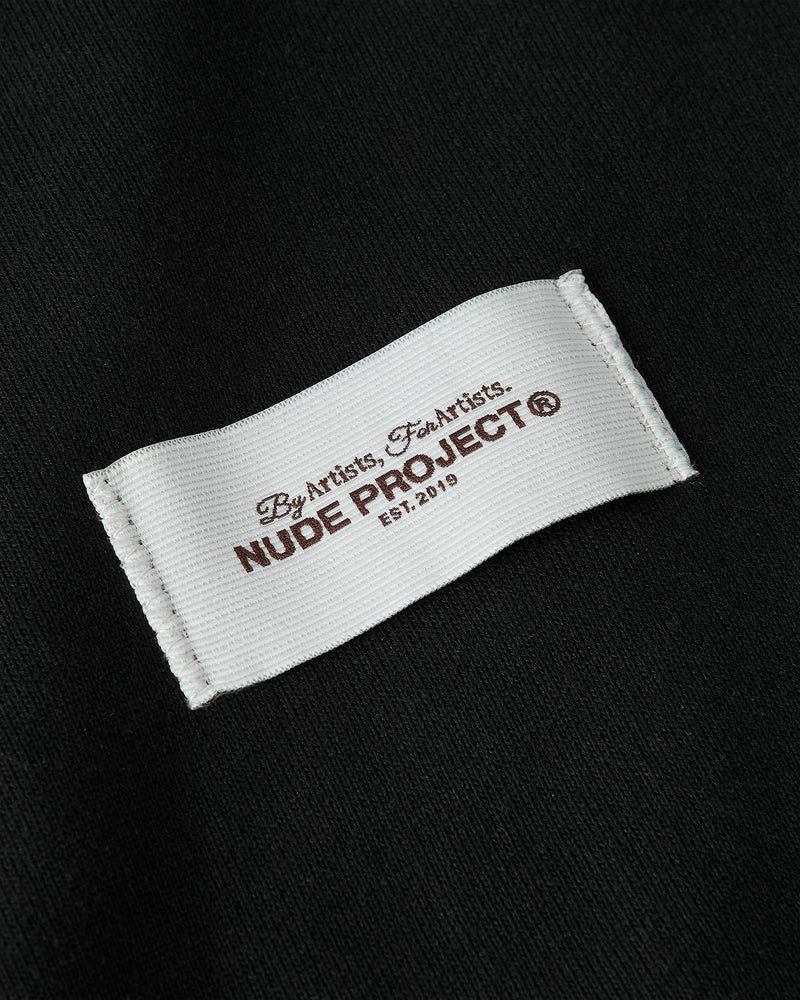 By Artists, For Artists.
NUDE PROJECT®
EST. 2019